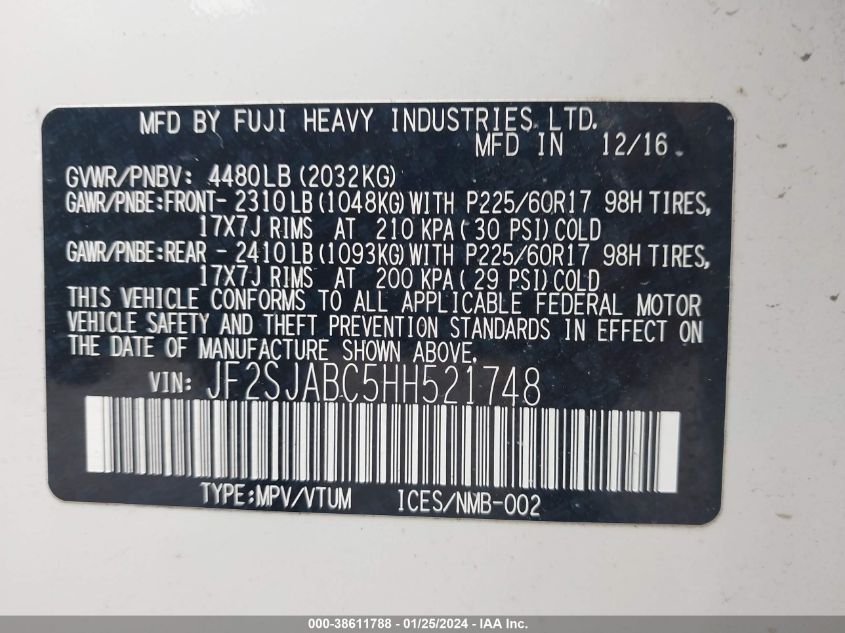 MFD BY FUJI HEAVY INDUSTRIES LTD.
MFD IN 12/16
GVWR/PNBV: 4480LB (2032KG)
GAWR/PNBE:FRONT- 2310LB (1048KG) WITH P225/60R17 98H TIRES,
17X7J RIMS AT 210 KPA (30 PSI) COLD
GAWR/PNBE:REAR - 2410LB (1093KG) WITH P225/60R17 98H TIRES,
17X7J RIMS AT 200 KPA (29 PSI) COLD
THIS VEHICLE CONFORMS TO ALL APPLICABLE FEDERAL MOTOR
VEHICLE SAFETY AND THEFT PREVENTION STANDARDS IN EFFECT ON
THE DATE OF MANUFACTURE SHOWN ABOVE.
VIN: JF2SJABC5HH521748
TYPE:MPV/VTUM ICES/NMB-002
000-38611788 - 01/25/2024 - IAA Inc.